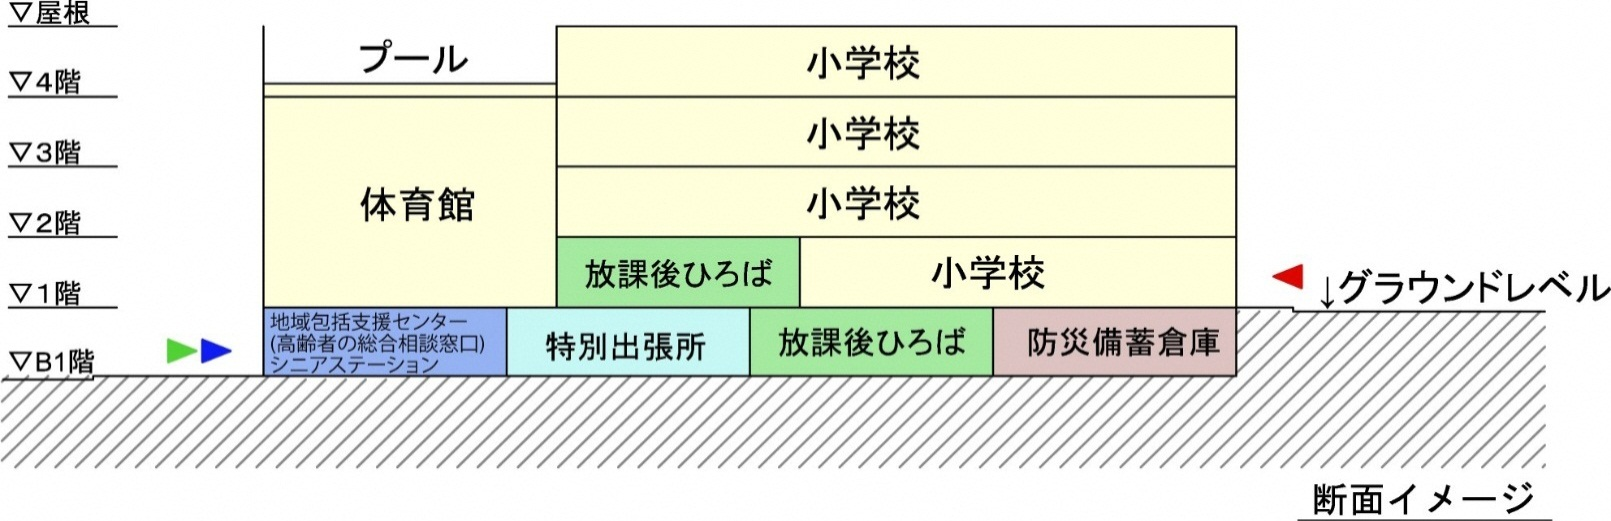 ▽屋根
プール
小学校
▽4階
小学校
▽3階
体育館
小学校
▽2階
放課後ひろば
小学校
▽1階
↓グラウンドレベル
地域包括支援センター
(高齢者の総合相談窓口)
シニアステーション
特別出張所
放課後ひろば
防災備蓄倉庫
▽B1階
断面イメージ